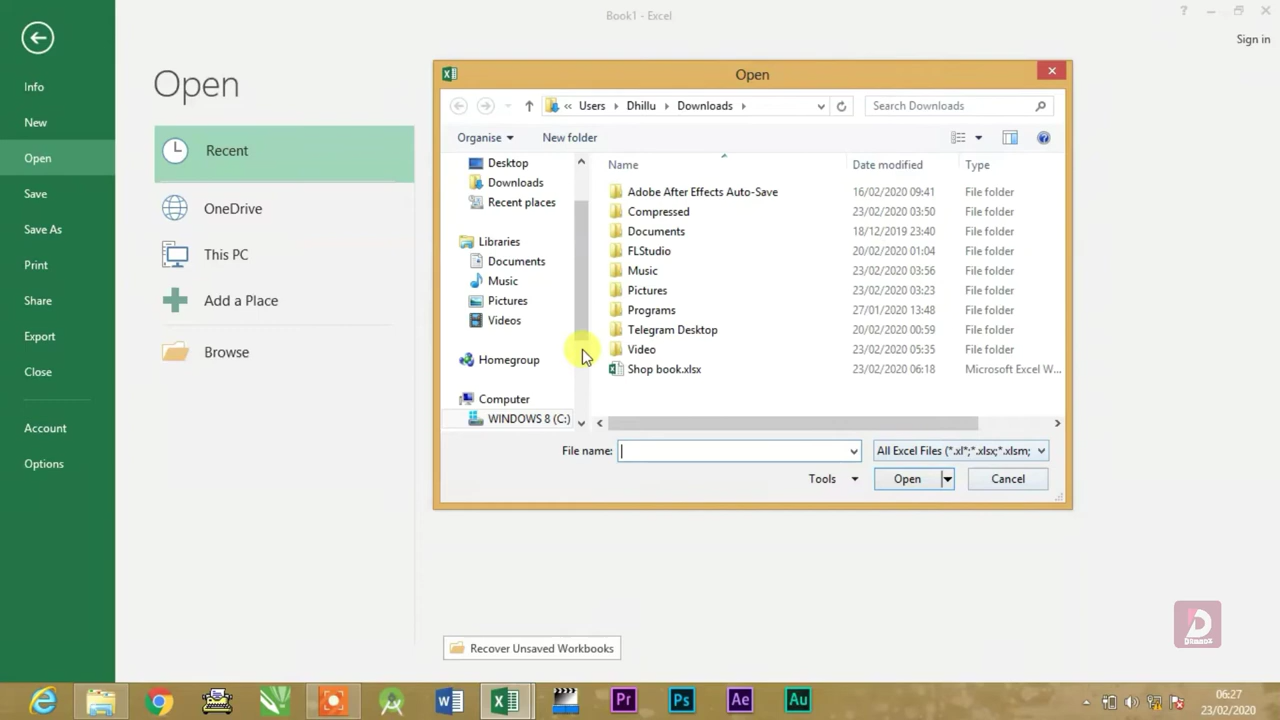 Book1 - Excel
?
Sign in
Info
New
Open
Save
Save As
Print
Share
Export
Close
Account
Options
Open
Recent
OneDrive
This PC
Add a Place
Browse
Open
« Users Dhillu Downloads
Search Downloads
Organise
New folder
?
Desktop
Downloads
Recent places
Libraries
Documents
Music
Pictures
Videos
Homegroup
Computer
WINDOWS 8 (C:)
Name Date modified Type
Adobe After Effects Auto-Save 16/02/2020 09:41 File folder
Compressed 23/02/2020 03:50 File folder
Documents 18/12/2019 23:40 File folder
FLStudio 20/02/2020 01:04 File folder
Music 23/02/2020 03:56 File folder
Pictures 23/02/2020 03:23 File folder
Programs 27/01/2020 13:48 File folder
Telegram Desktop 20/02/2020 00:59 File folder
Video 23/02/2020 05:35 File folder
Shop book.xlsx 23/02/2020 06:18 Microsoft Excel W...
File name:
All Excel Files (*.xl*;*.xlsx;*.xlsm;
Tools
Open
Cancel
Recover Unsaved Workbooks
Pr
Ps
Ae
Au
06:27
23/02/2020